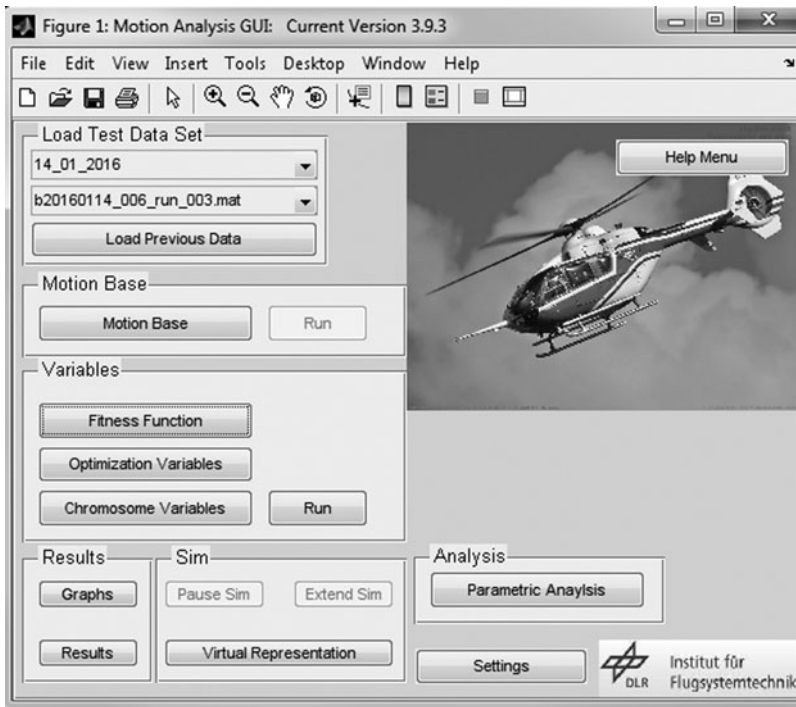 Figure 1: Motion Analysis GUI: Current Version 3.9.3
File Edit View Insert Tools Desktop Window Help
Load Test Data Set
14_01_2016
b20160114_006_run_003.mat
Load Previous Data
Help Menu
Motion Base
Motion Base Run
Variables
Fitness Function
Optimization Variables
Chromosome Variables Run
Results
Graphs
Results
Sim
Pause Sim Extend Sim
Virtual Representation
Analysis
Parametric Anaylsis
Settings
DLR
Institut für
Flugsystemtechnik